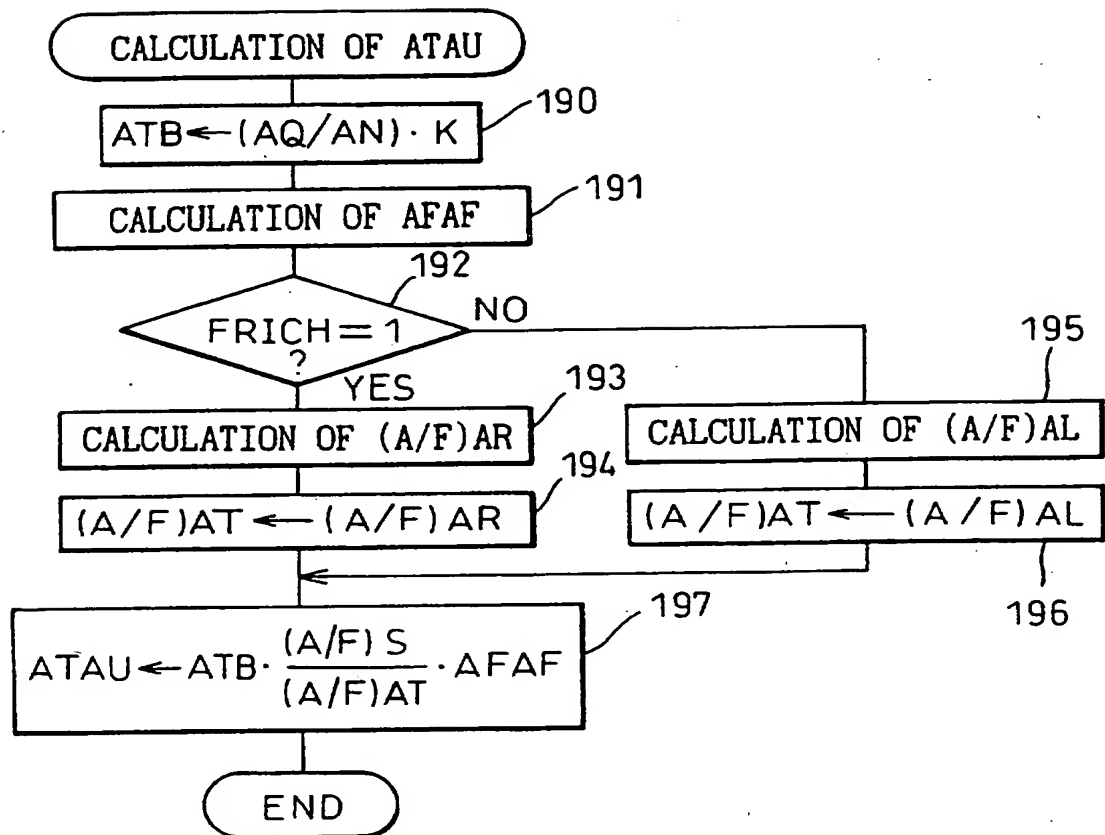 CALCULATION OF ATAU
190
ATB←(AQ/AN)·K
191
CALCULATION OF AFAF
192
FRICH=1
?
NO
YES
193
CALCULATION OF (A/F)AR
194
(A/F)AT←(A/F)AR
195
CALCULATION OF (A/F)AL
(A/F)AT←(A/F)AL
196
197
ATAU←ATB·(A/F)S/(A/F)AT·AFAF
END